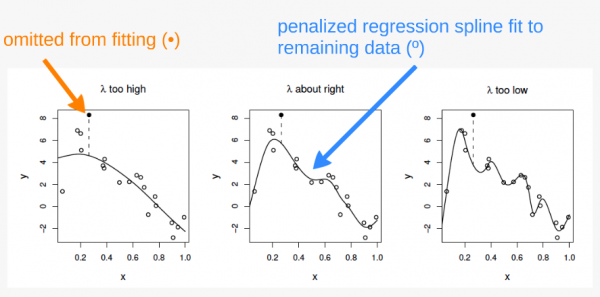 omitted from fitting (•)
penalized regression spline fit to
remaining data (º)
λ too high
λ about right
λ too low
8
6
4
2
0
−2
y
0.2 0.4 0.6 0.8 1.0
x
8
6
4
2
0
−2
y
0.2 0.4 0.6 0.8 1.0
x
8
6
4
2
0
−2
y
0.2 0.4 0.6 0.8 1.0
x